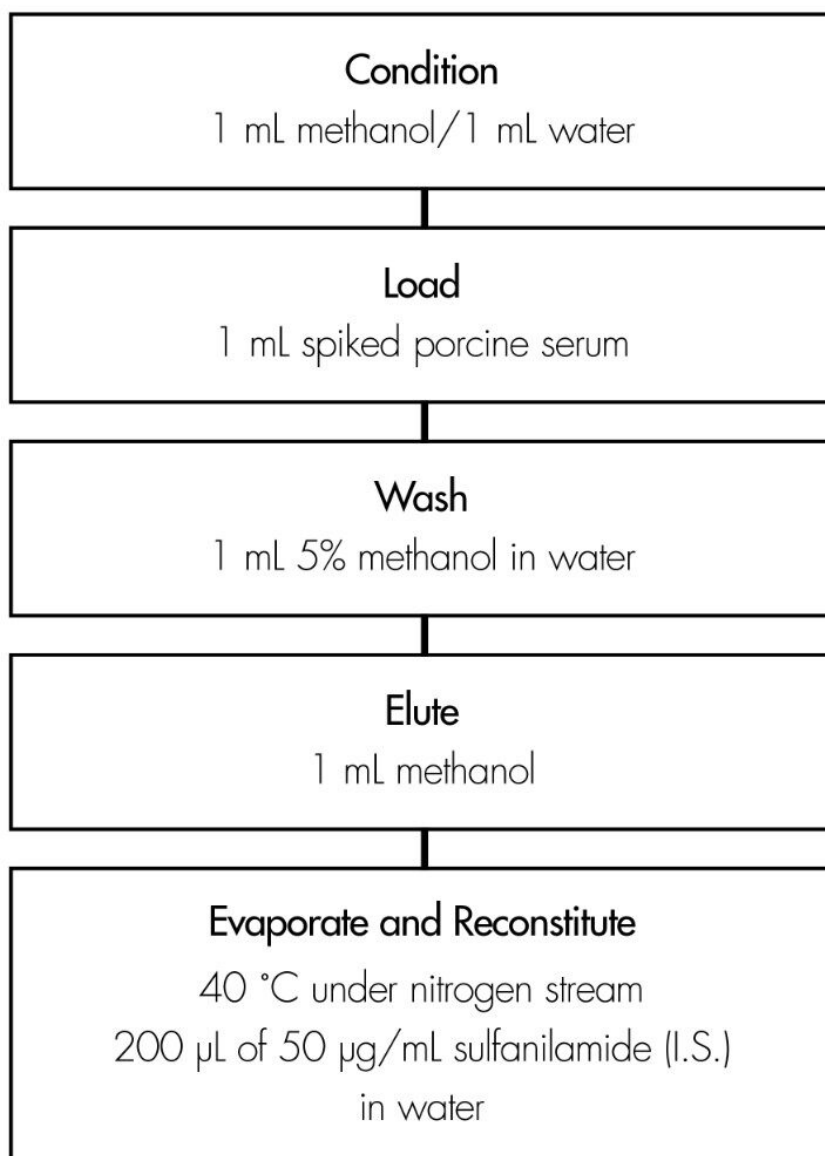 Condition
1 mL methanol/1 mL water
Load
1 mL spiked porcine serum
Wash
1 mL 5% methanol in water
Elute
1 mL methanol
Evaporate and Reconstitute
40 °C under nitrogen stream
200 µL of 50 µg/mL sulfanilamide (I.S.)
in water